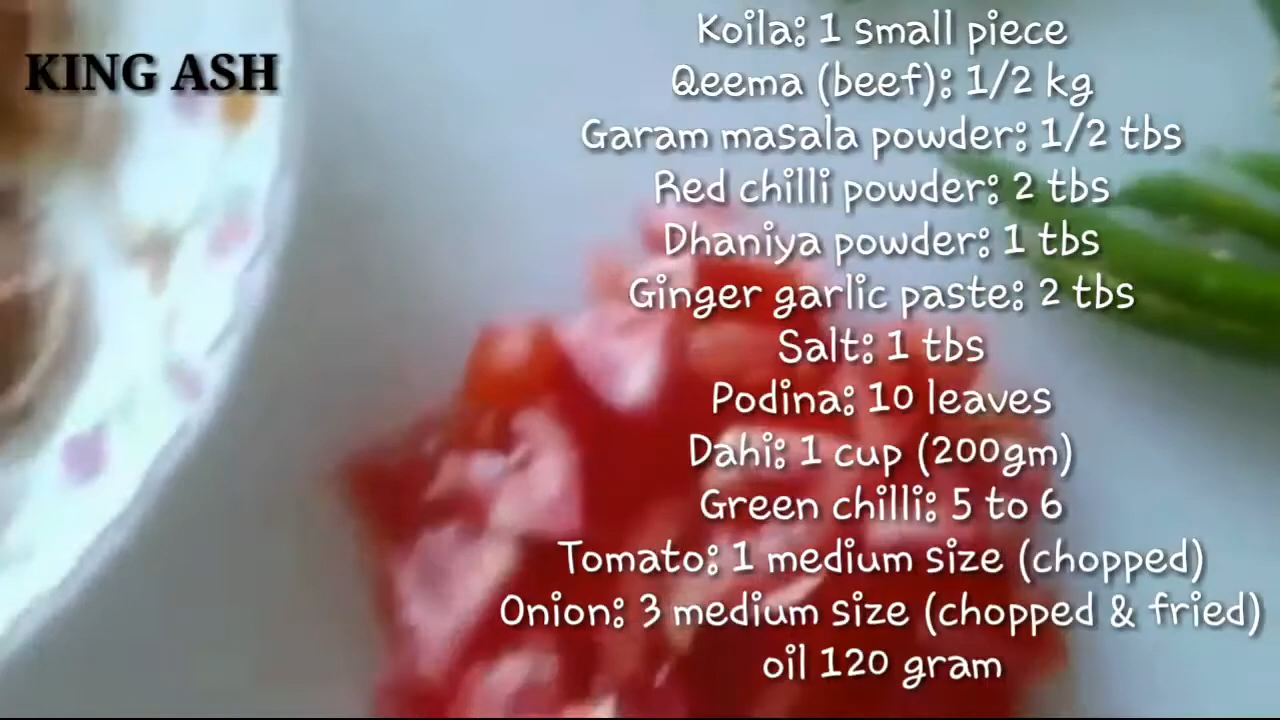 KING ASH
Koila: 1 small piece
Qeema (beef): 1/2 kg
Garam masala powder: 1/2 tbs
Red chilli powder: 2 tbs
Dhaniya powder: 1 tbs
Ginger garlic paste: 2 tbs
Salt: 1 tbs
Podina: 10 leaves
Dahi: 1 cup (200gm)
Green chilli: 5 to 6
Tomato: 1 medium size (chopped)
Onion: 3 medium size (chopped & fried)
oil 120 gram